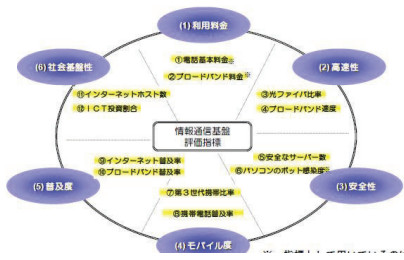 (1) 利用料金
(6) 社会基盤性
(2) 高速性
①電話基本料金※
②ブロードバンド料金※
⑪インターネットホスト数
⑫ICT投資割合
③光ファイバ比率
④ブロードバンド速度
情報通信基盤
評価指標
⑨インターネット普及率
⑩ブロードバンド普及率
⑤安全なサーバー数
⑥パソコンのボット感染度※
(5) 普及度
(3) 安全性
⑦第3世代携帯比率
⑧携帯電話普及率
(4) モバイル度